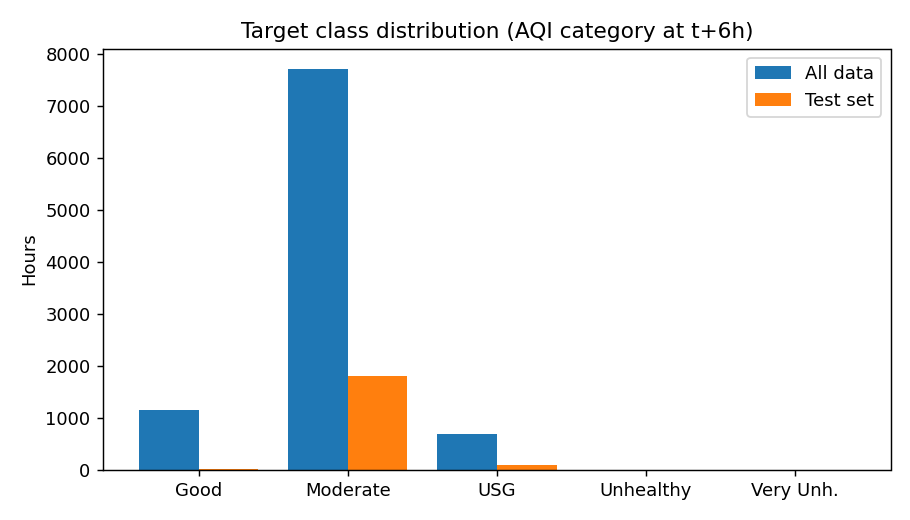 Target class distribution (AQI category at t+6h)
All data
Test set
Hours
8000
7000
6000
5000
4000
3000
2000
1000
0
Good Moderate USG Unhealthy Very Unh.